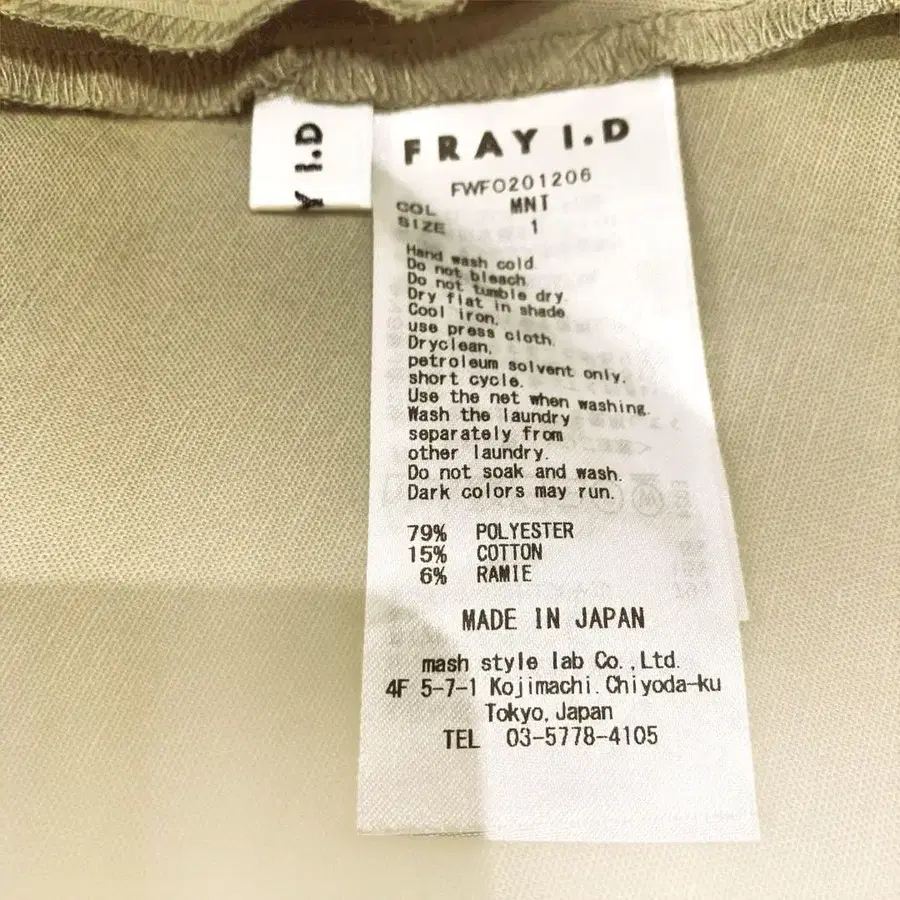 Y I.D
FRAY I.D
FWFO201206
COL MNT
SIZE 1
Hand wash cold.
Do not bleach.
Do not tumble dry.
Dry flat in shade
Cool iron,
use press cloth.
Dryclean,
petroleum solvent only.
short cycle.
Use the net when washing.
Wash the laundry
separately from
other laundry.
Do not soak and wash.
Dark colors may run.
79% POLYESTER
15% COTTON
6% RAMIE
MADE IN JAPAN
mash style lab Co.,Ltd.
4F 5-7-1 Kojimachi.Chiyoda-ku
Tokyo,Japan
TEL 03-5778-4105